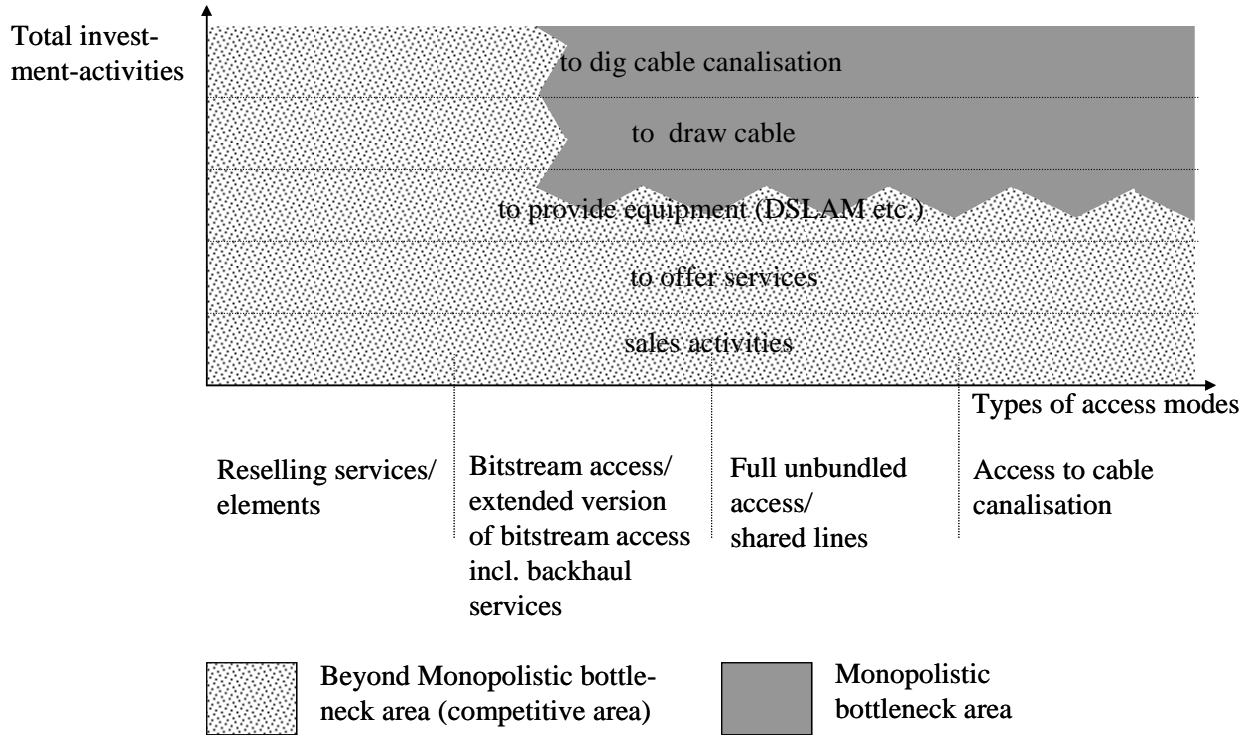 Total invest-
ment-activities
to dig cable canalisation
to draw cable
to provide equipment (DSLAM etc.)
to offer services
sales activities
Types of access modes
Reselling services/
elements
Bitstream access/
extended version
of bitstream access
incl. backhaul
services
Full unbundled
access/
shared lines
Access to cable
canalisation
Beyond Monopolistic bottle-
neck area (competitive area)
Monopolistic
bottleneck area